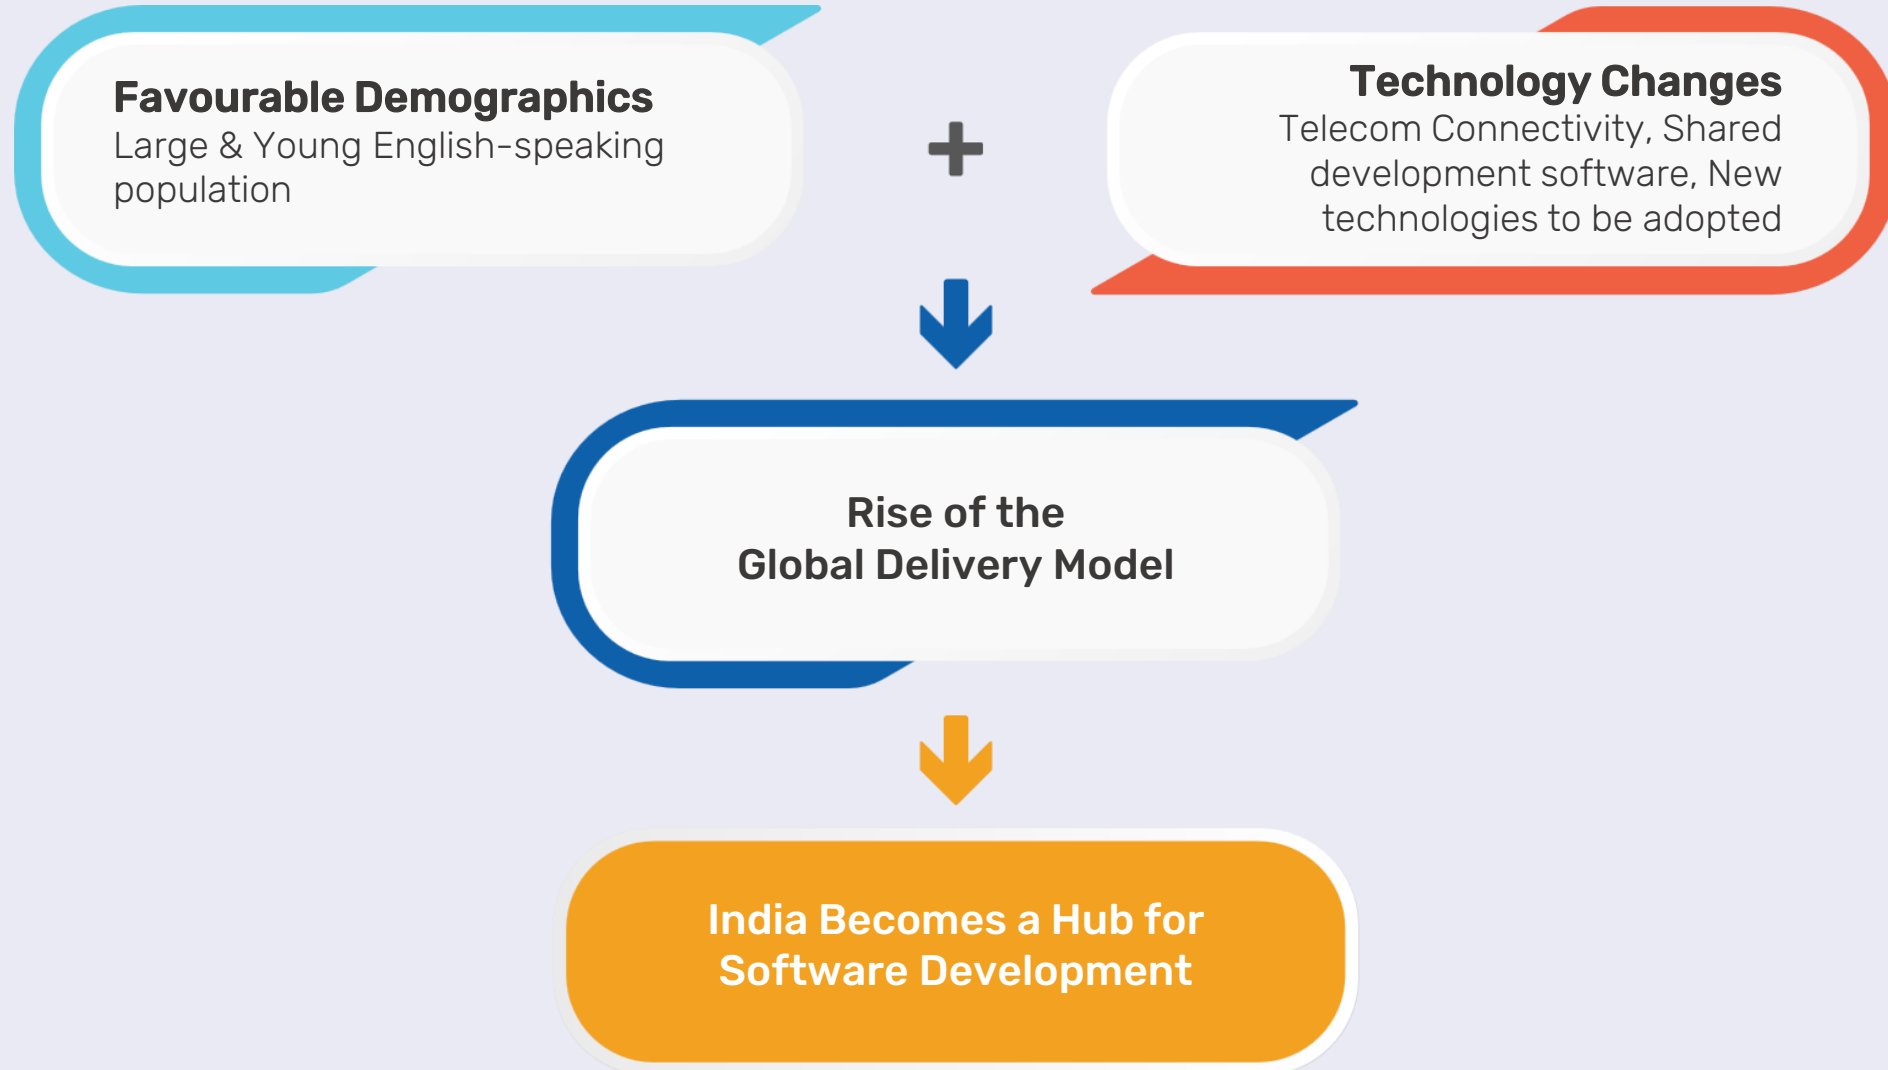 Favourable Demographics
Large & Young English-speaking
population
Technology Changes
Telecom Connectivity, Shared
development software, New
technologies to be adopted
Rise of the
Global Delivery Model
India Becomes a Hub for
Software Development